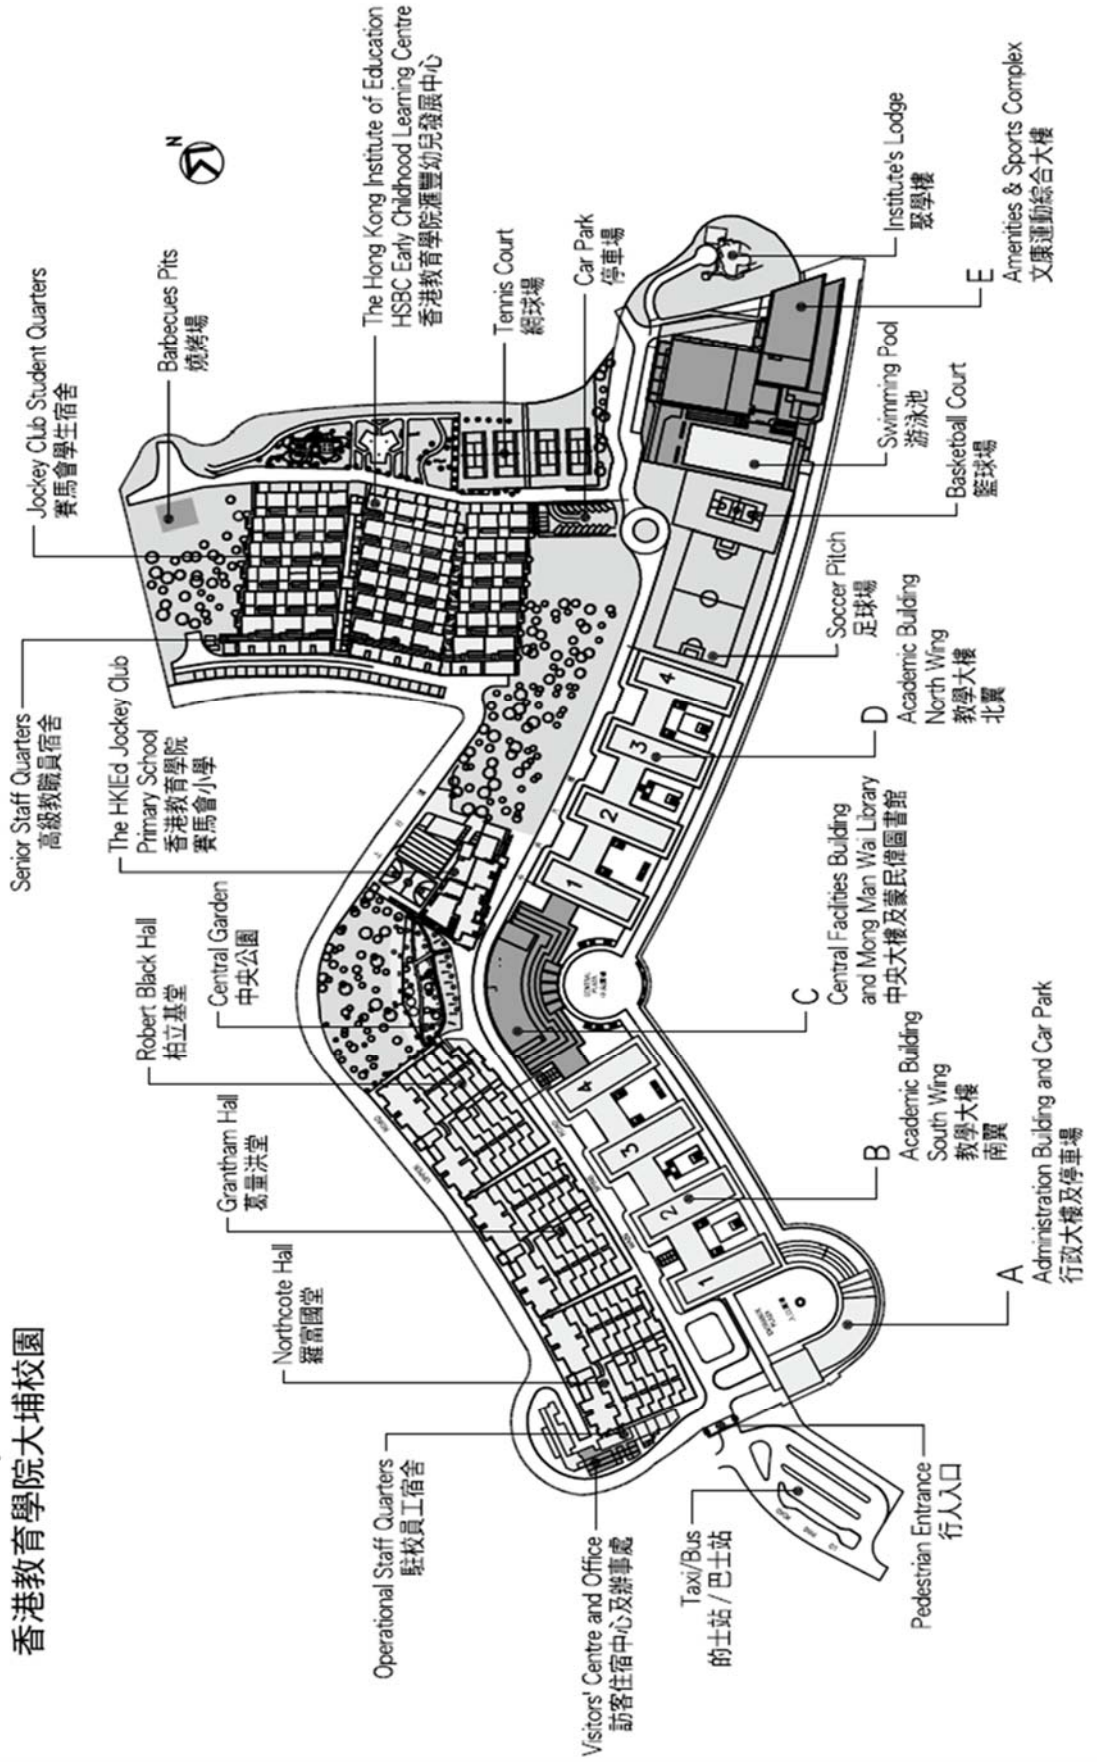 香港教育學院大埔校園
Northcote Hall
羅富國堂
Grantham Hall
葛量洪堂
Robert Black Hall
柏立基堂
Central Garden
中央公園
The HKIEd Jockey Club
Primary School
香港教育學院
賽馬會小學
Senior Staff Quarters
高級教職員宿舍
Jockey Club Student Quarters
賽馬會學生宿舍
Barbecues Pits
燒烤場
N
The Hong Kong Institute of Education
HSBC Early Childhood Learning Centre
香港教育學院滙豐幼兒發展中心
Tennis Court
網球場
Car Park
停車場
Operational Staff Quarters
駐校員工宿舍
Visitors' Centre and Office
訪客住宿中心及辦事處
Taxi/Bus
的士站 / 巴士站
Pedestrian Entrance
行人入口
1
2
3
4
CENTRAL
PLAZA
1
2
3
4
ENTRANCE
PLAZA
UPPER
ROAD
ROAD
LO PING ROAD
A
Administration Building and Car Park
行政大樓及停車場
B
Academic Building
South Wing
教學大樓
南翼
C
Central Facilities Building
and Mong Man Wai Library
中央大樓及蒙民偉圖書館
D
Academic Building
North Wing
教學大樓
北翼
Soccer Pitch
足球場
Basketball Court
籃球場
Swimming Pool
游泳池
E
Amenities & Sports Complex
文康運動綜合大樓
Institute's Lodge
聚學樓